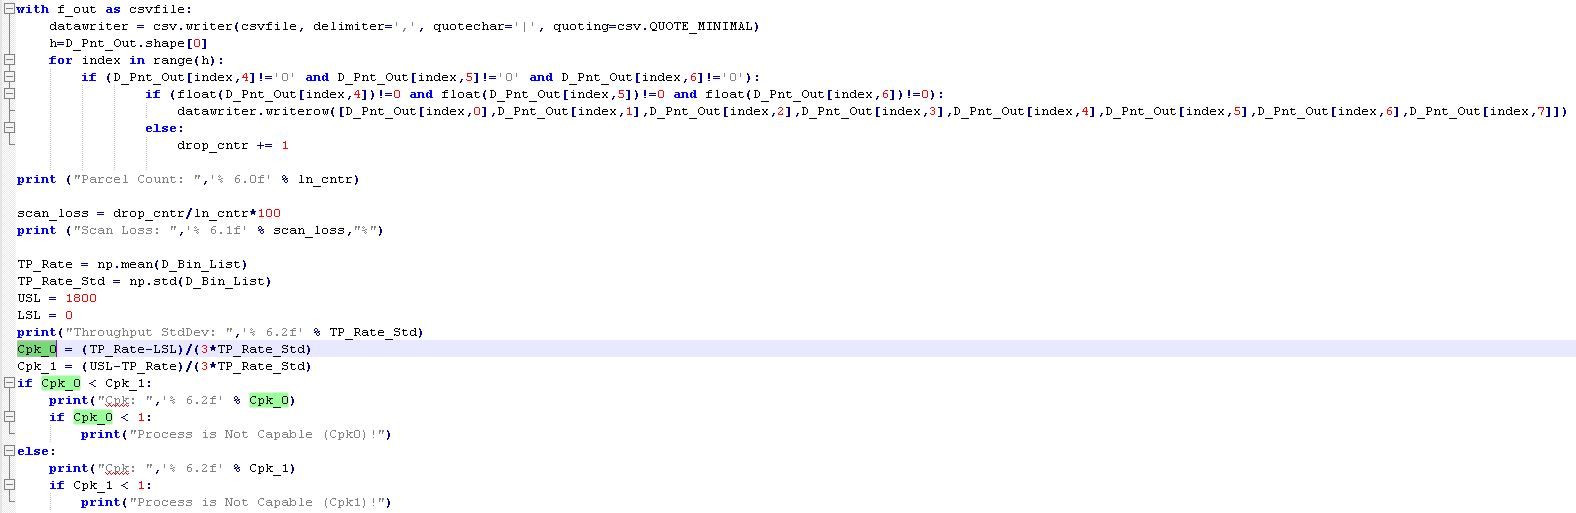 with f_out as csvfile:
    datawriter = csv.writer(csvfile, delimiter=',', quotechar='|', quoting=csv.QUOTE_MINIMAL)
    h=D_Pnt_Out.shape[0]
    for index in range(h):
        if (D_Pnt_Out[index,4]!='0' and D_Pnt_Out[index,5]!='0' and D_Pnt_Out[index,6]!='0'):
                if (float(D_Pnt_Out[index,4])!=0 and float(D_Pnt_Out[index,5])!=0 and float(D_Pnt_Out[index,6])!=0):
                    datawriter.writerow([D_Pnt_Out[index,0],D_Pnt_Out[index,1],D_Pnt_Out[index,2],D_Pnt_Out[index,3],D_Pnt_Out[index,4],D_Pnt_Out[index,5],D_Pnt_Out[index,6],D_Pnt_Out[index,7]])
                else:
                    drop_cntr += 1
print ("Parcel Count: ",'% 6.0f' % ln_cntr)
scan_loss = drop_cntr/ln_cntr*100
print ("Scan Loss: ",'% 6.1f' % scan_loss,"%")
TP_Rate = np.mean(D_Bin_List)
TP_Rate_Std = np.std(D_Bin_List)
USL = 1800
LSL = 0
print("Throughput StdDev: ",'% 6.2f' % TP_Rate_Std)
Cpk_0 = (TP_Rate-LSL)/(3*TP_Rate_Std)
Cpk_1 = (USL-TP_Rate)/(3*TP_Rate_Std)
if Cpk_0 < Cpk_1:
    print("Cpk: ",'% 6.2f' % Cpk_0)
    if Cpk_0 < 1:
        print("Process is Not Capable (Cpk0)!")
else:
    print("Cpk: ",'% 6.2f' % Cpk_1)
    if Cpk_1 < 1:
        print("Process is Not Capable (Cpk1)!")